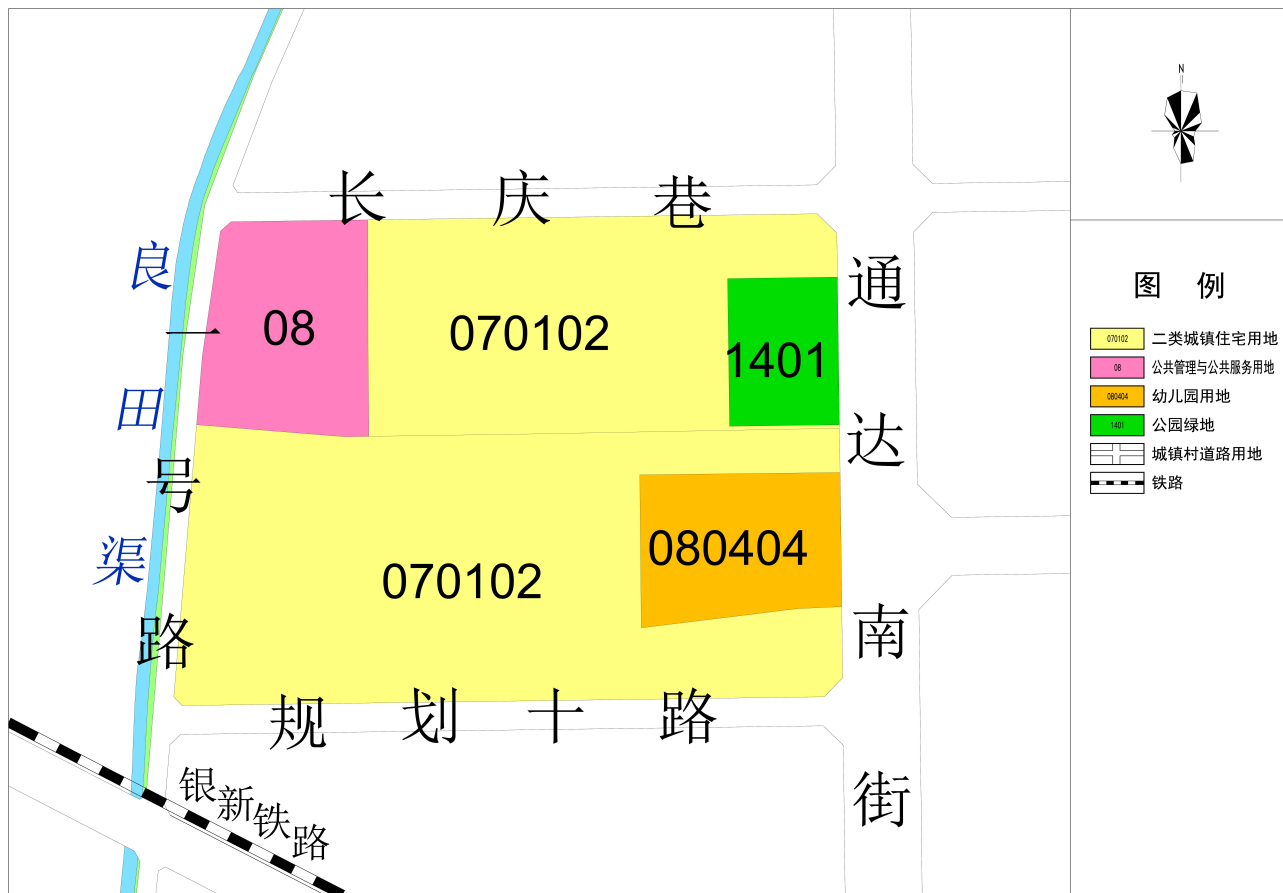 N
长庆巷
良田渠
一号路
通达南街
08
070102
1401
070102
080404
规划十路
银新铁路
图 例
070102 二类城镇住宅用地
08 公共管理与公共服务用地
080404 幼儿园用地
1401 公园绿地
城镇村道路用地
铁路